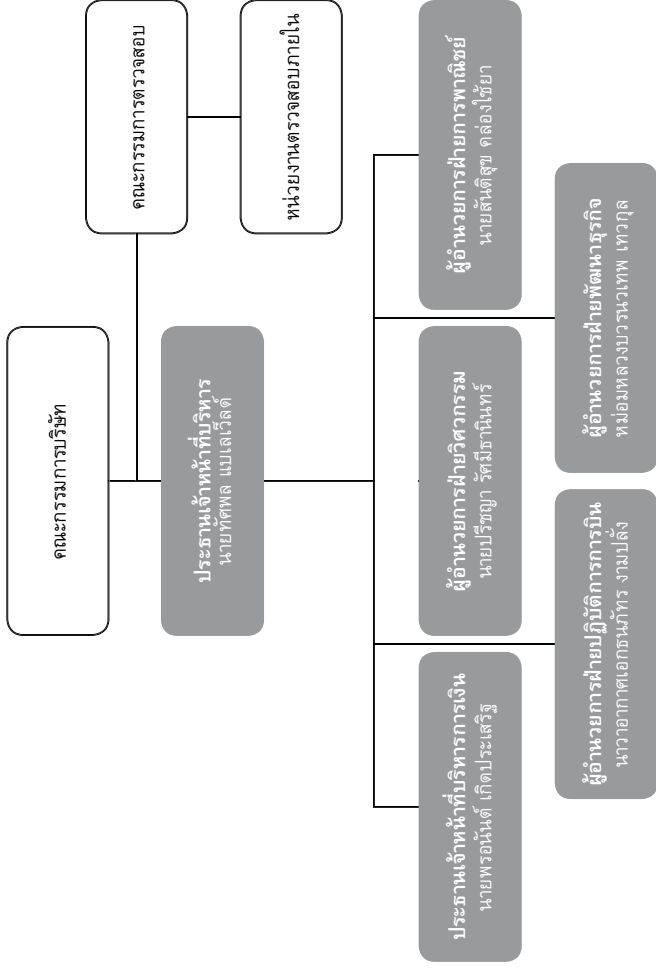 คณะกรรมการบริษัท
คณะกรรมการตรวจสอบ
หน่วยงานตรวจสอบภายใน
ประธานเจ้าหน้าที่บริหาร
นายทัศพล แบเลเว็ลด์
ประธานเจ้าหน้าที่บริหารการเงิน
นายพรอนันต์ เกิดประเสริฐ
ผู้อำนวยการฝ่ายวิศวกรรม
นายปรีชญา รัศมีธานินทร์
ผู้อำนวยการฝ่ายการพาณิชย์
นายสันติสุข คล่องใช้ยา
ผู้อำนวยการฝ่ายปฏิบัติการการบิน
นาวาอากาศเอกธนภัทร งามปลั่ง
ผู้อำนวยการฝ่ายพัฒนาธุรกิจ
หม่อมหลวงบวรนวเทพ เทวกุล